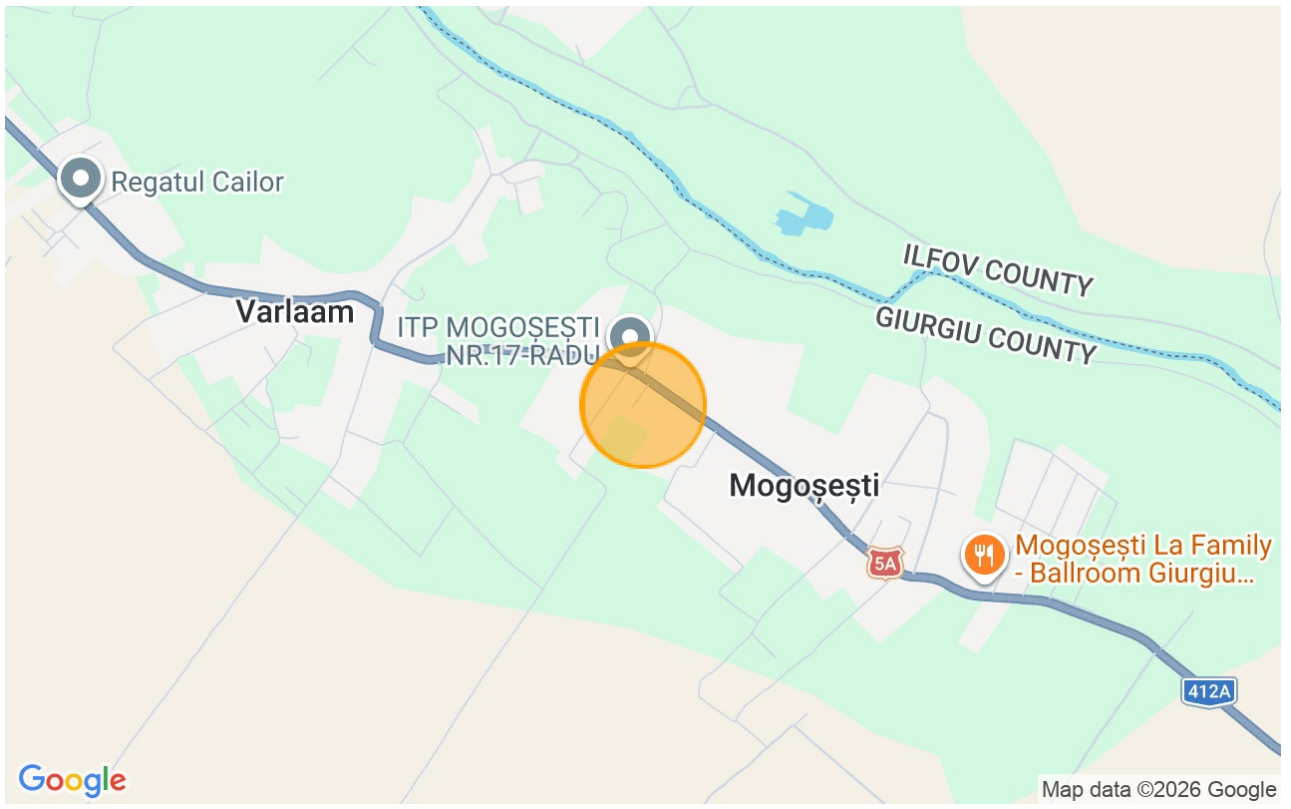 Regatul Cailor
ILFOV COUNTY
Varlaam
ITP MOGOȘEȘTI
NR.17-RADU
GIURGIU COUNTY
Mogoșești
5A
Mogoșești La Family
- Ballroom Giurgiu...
412A
Google
Map data ©2026 Google